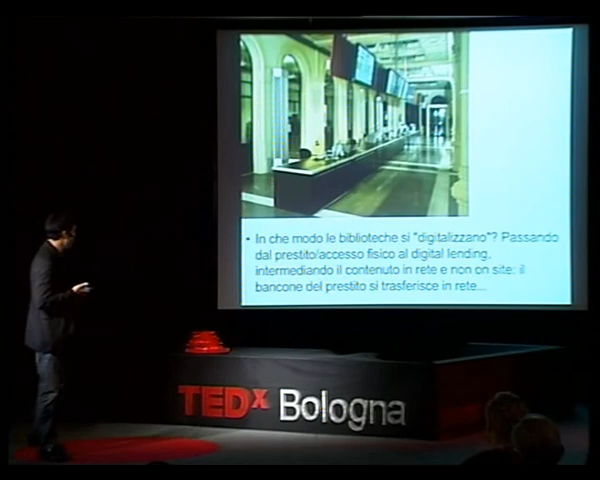 • In che modo le biblioteche si "digitalizzano"? Passando
dal prestito/accesso fisico al digital lending,
intermediando il contenuto in rete e non on site: il
bancone del prestito si trasferisce in rete...
TEDx Bologna